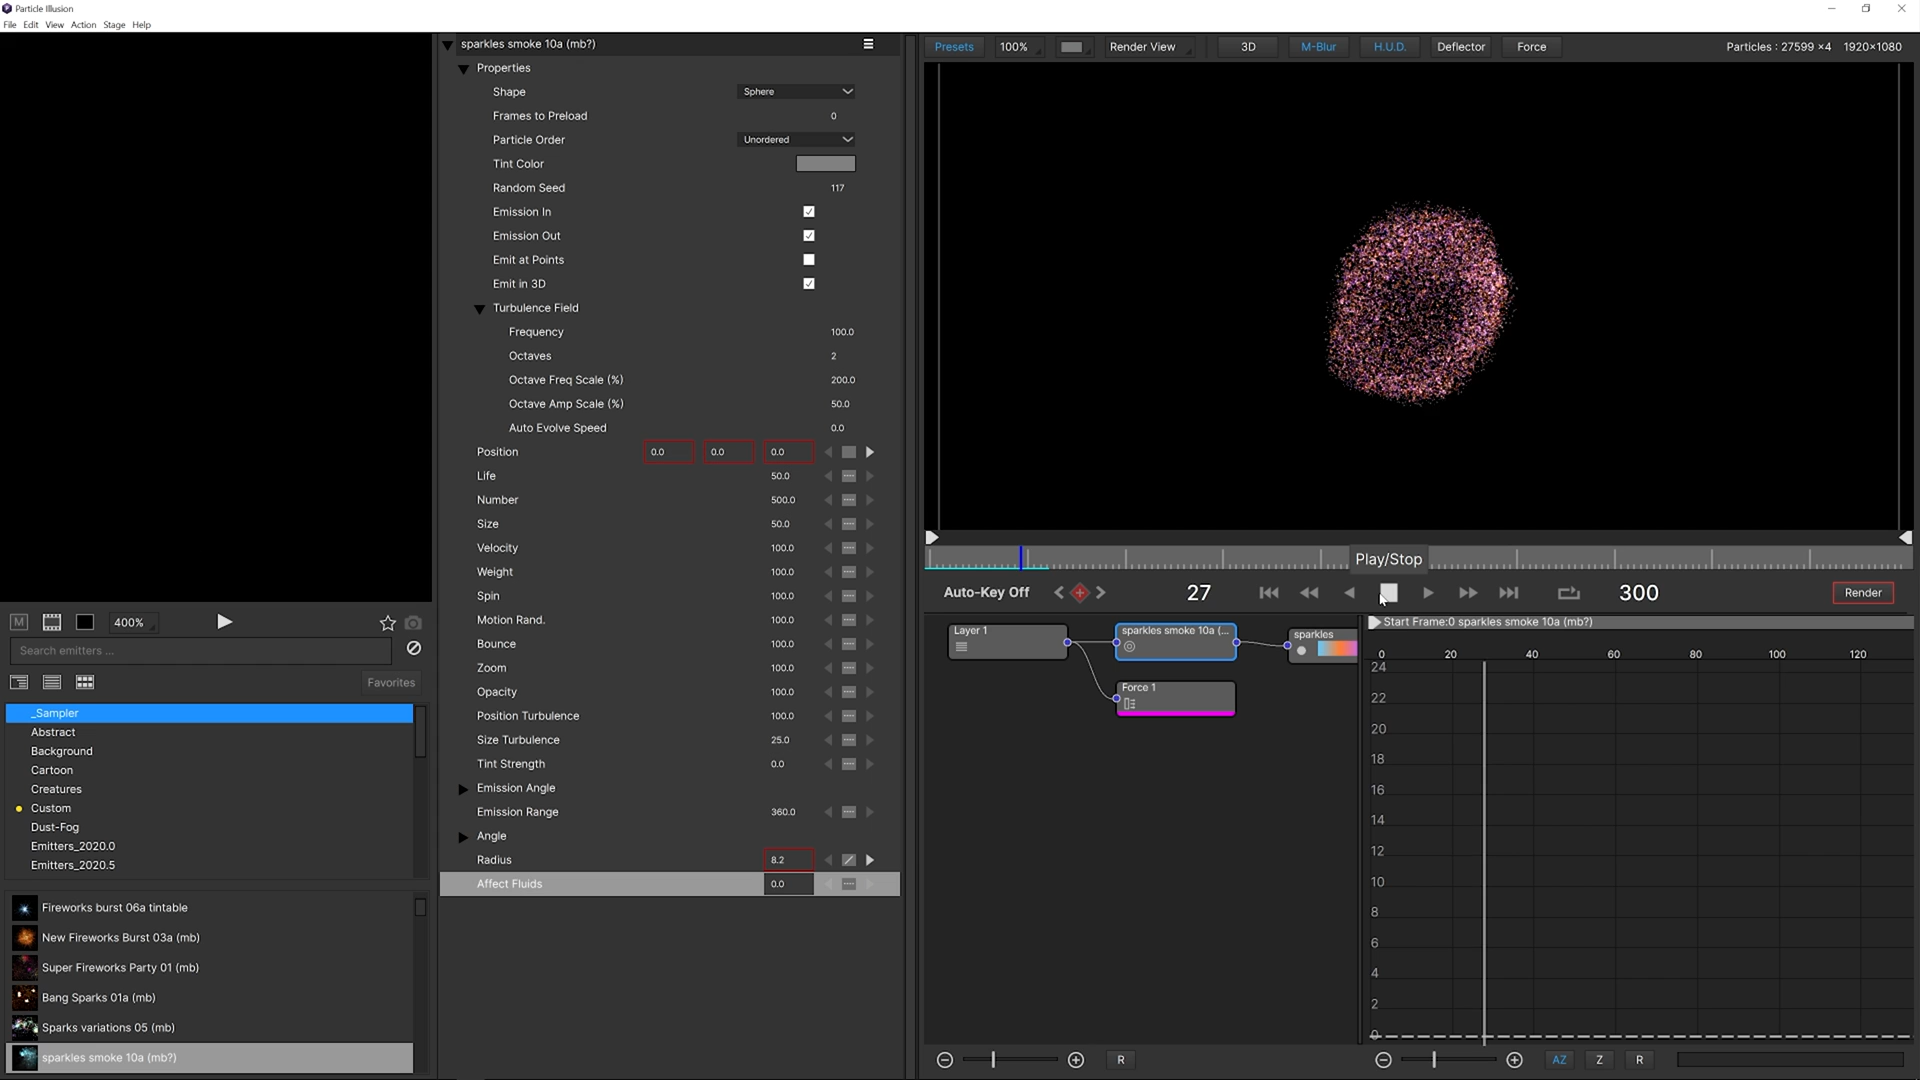 Particle Illusion
File Edit View Action Stage Help
sparkles smoke 10a (mb?)
Properties
Shape Sphere
Frames to Preload 0
Particle Order Unordered
Tint Color
Random Seed 117
Emission In
Emission Out
Emit at Points
Emit in 3D
Turbulence Field
Frequency 100.0
Octaves 2
Octave Freq Scale (%) 200.0
Octave Amp Scale (%) 50.0
Auto Evolve Speed 0.0
Position 0.0 0.0 0.0
Life 50.0
Number 500.0
Size 50.0
Velocity 100.0
Weight 100.0
Spin 100.0
Motion Rand. 100.0
Bounce 100.0
Zoom 100.0
Opacity 100.0
Position Turbulence 100.0
Size Turbulence 25.0
Tint Strength 0.0
Emission Angle
Emission Range 360.0
Angle
Radius 8.2
Affect Fluids 0.0
Presets 100% Render View 3D M-Blur H.U.D. Deflector Force Particles : 27599 ×4 1920×1080
Play/Stop
Auto-Key Off 27 300 Render
Layer 1
sparkles smoke 10a (...
sparkles
Force 1
Start Frame:0 sparkles smoke 10a (mb?)
0 20 40 60 80 100 120
24
22
20
18
16
14
12
10
8
6
4
2
0
R
AZ Z R
M 400%
Search emitters ...
Favorites
_Sampler
Abstract
Background
Cartoon
Creatures
Custom
Dust-Fog
Emitters_2020.0
Emitters_2020.5
Fireworks burst 06a tintable
New Fireworks Burst 03a (mb)
Super Fireworks Party 01 (mb)
Bang Sparks 01a (mb)
Sparks variations 05 (mb)
sparkles smoke 10a (mb?)